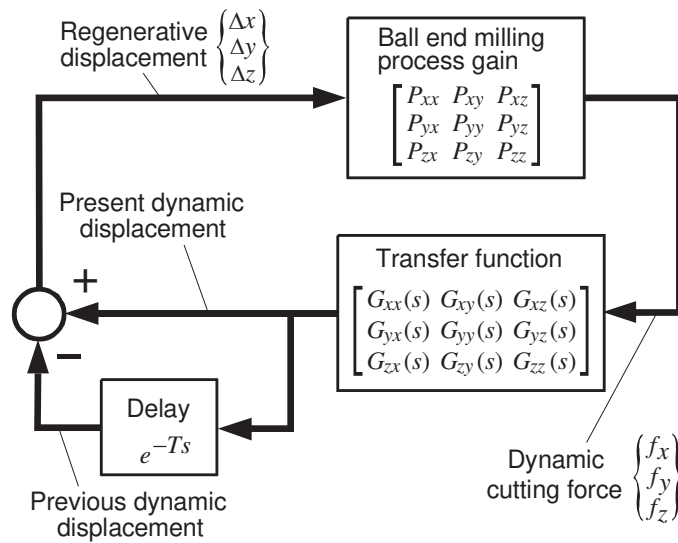 Regenerative
displacement {Δx Δy Δz}
Ball end milling
process gain
P_xx P_xy P_xz
P_yx P_yy P_yz
P_zx P_zy P_zz
Present dynamic
displacement
+
−
Transfer function
G_xx(s) G_xy(s) G_xz(s)
G_yx(s) G_yy(s) G_yz(s)
G_zx(s) G_zy(s) G_zz(s)
Delay
e^−Ts
Previous dynamic
displacement
Dynamic
cutting force {f_x f_y f_z}